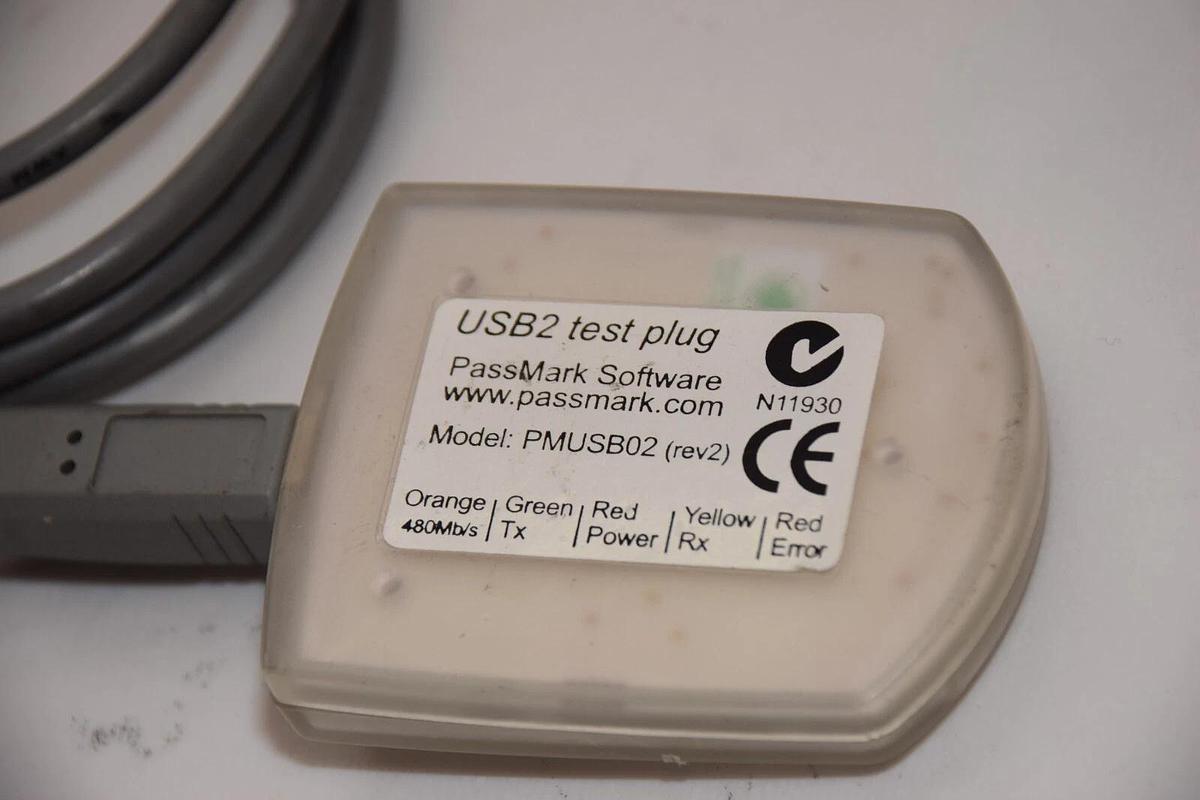 USB2 test plug
PassMark Software
www.passmark.com
N11930
Model: PMUSB02 (rev2)
CE
Orange | Green | Red | Yellow | Red
480Mb/s | Tx | Power | Rx | Error